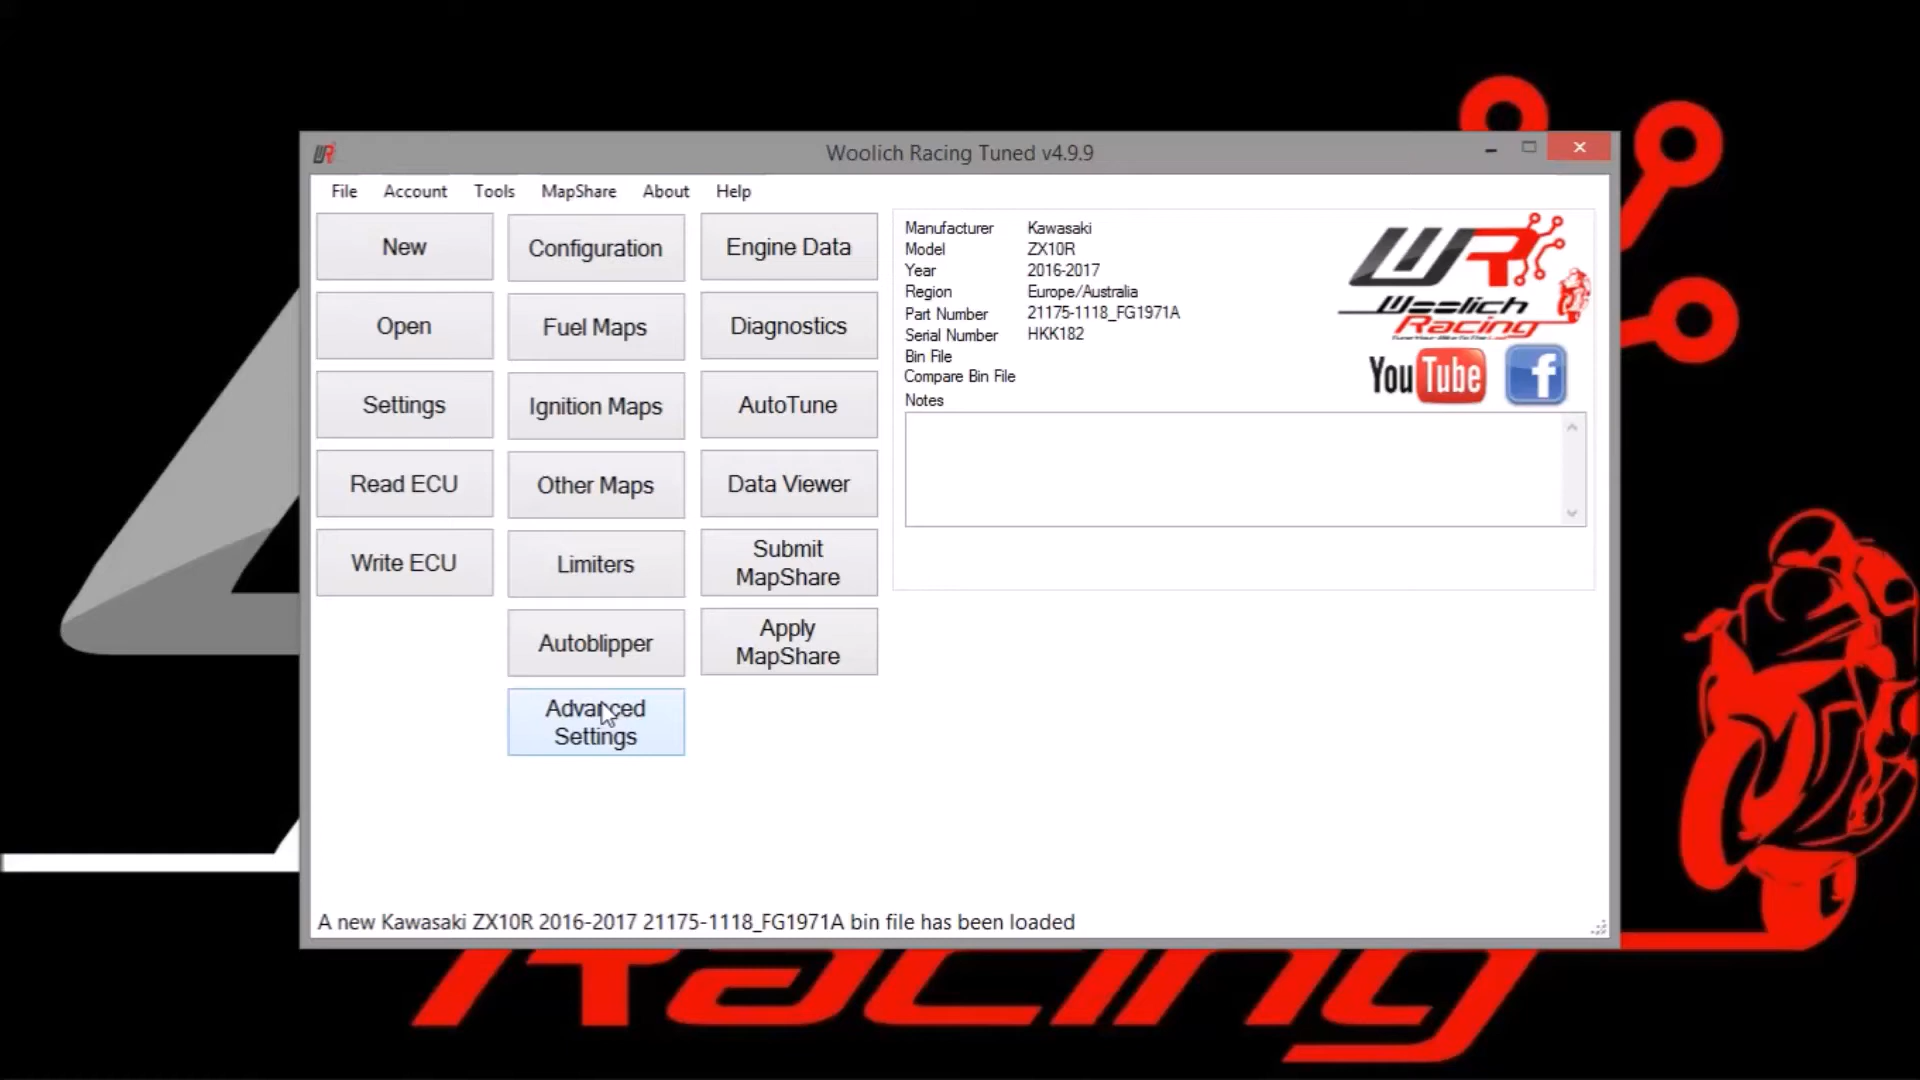 Woolich Racing Tuned v4.9.9
File Account Tools MapShare About Help
New
Open
Settings
Read ECU
Write ECU
Configuration
Fuel Maps
Ignition Maps
Other Maps
Limiters
Autoblipper
Advanced
Settings
Engine Data
Diagnostics
AutoTune
Data Viewer
Submit
MapShare
Apply
MapShare
Manufacturer Kawasaki
Model ZX10R
Year 2016-2017
Region Europe/Australia
Part Number 21175-1118_FG1971A
Serial Number HKK182
Bin File
Compare Bin File
Notes
WR
Woolich
Racing
YouTube
f
A new Kawasaki ZX10R 2016-2017 21175-1118_FG1971A bin file has been loaded
Racing